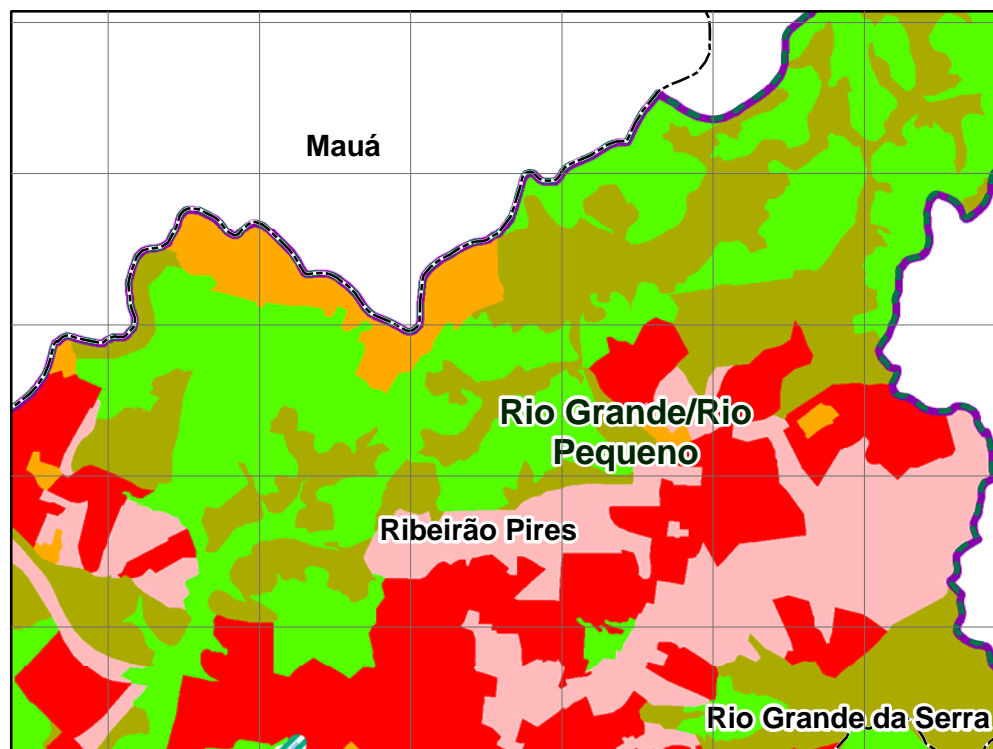 Mauá
Rio Grande/Rio
Pequeno
Ribeirão Pires
Rio Grande da Serra